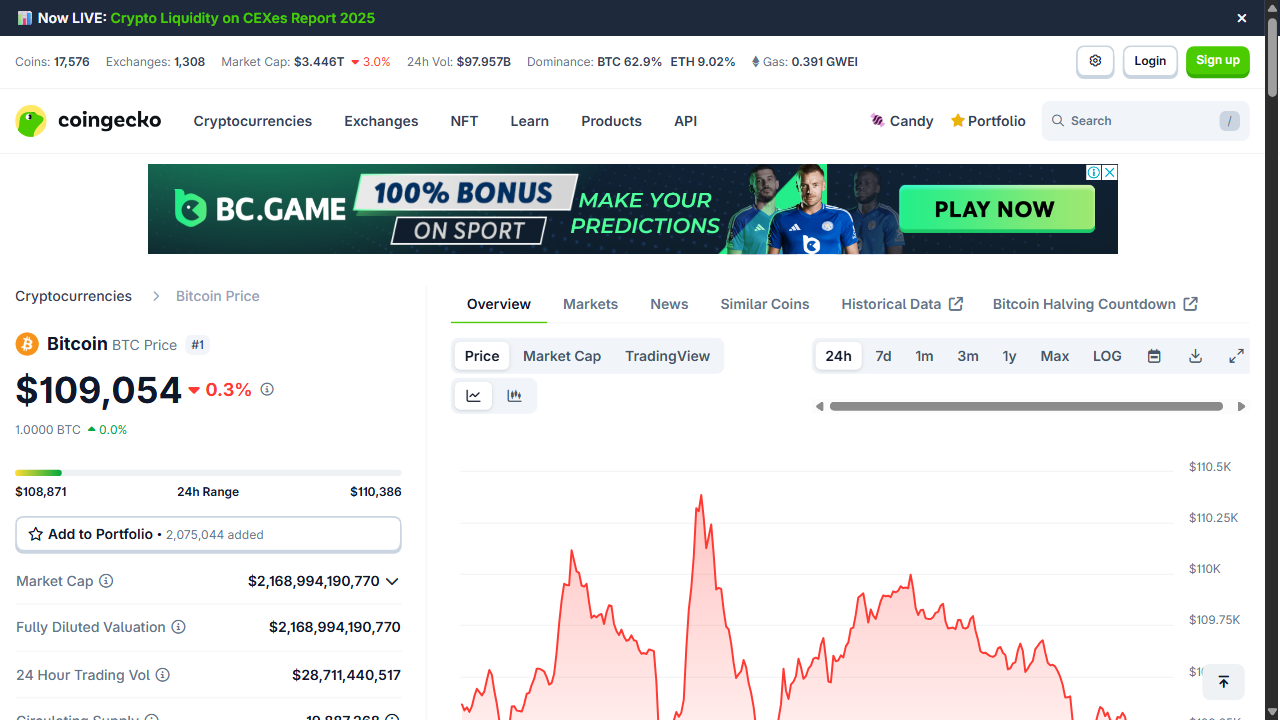 Now LIVE: Crypto Liquidity on CEXes Report 2025
Coins: 17,576 Exchanges: 1,308 Market Cap: $3.446T 3.0% 24h Vol: $97.957B Dominance: BTC 62.9% ETH 9.02% Gas: 0.391 GWEI
Login
Sign up
coingecko
Cryptocurrencies Exchanges NFT Learn Products API
Candy Portfolio
Search /
BC.GAME
100% BONUS
ON SPORT
MAKE YOUR
PREDICTIONS
PLAY NOW
Cryptocurrencies Bitcoin Price
Bitcoin BTC Price #1
$109,054 0.3%
1.0000 BTC 0.0%
$108,871 24h Range $110,386
Add to Portfolio • 2,075,044 added
Market Cap $2,168,994,190,770
Fully Diluted Valuation $2,168,994,190,770
24 Hour Trading Vol $28,711,440,517
Circulating Supply 19,887,268
Overview Markets News Similar Coins Historical Data Bitcoin Halving Countdown
Price Market Cap TradingView
24h 7d 1m 3m 1y Max LOG
$110.5K
$110.25K
$110K
$109.75K